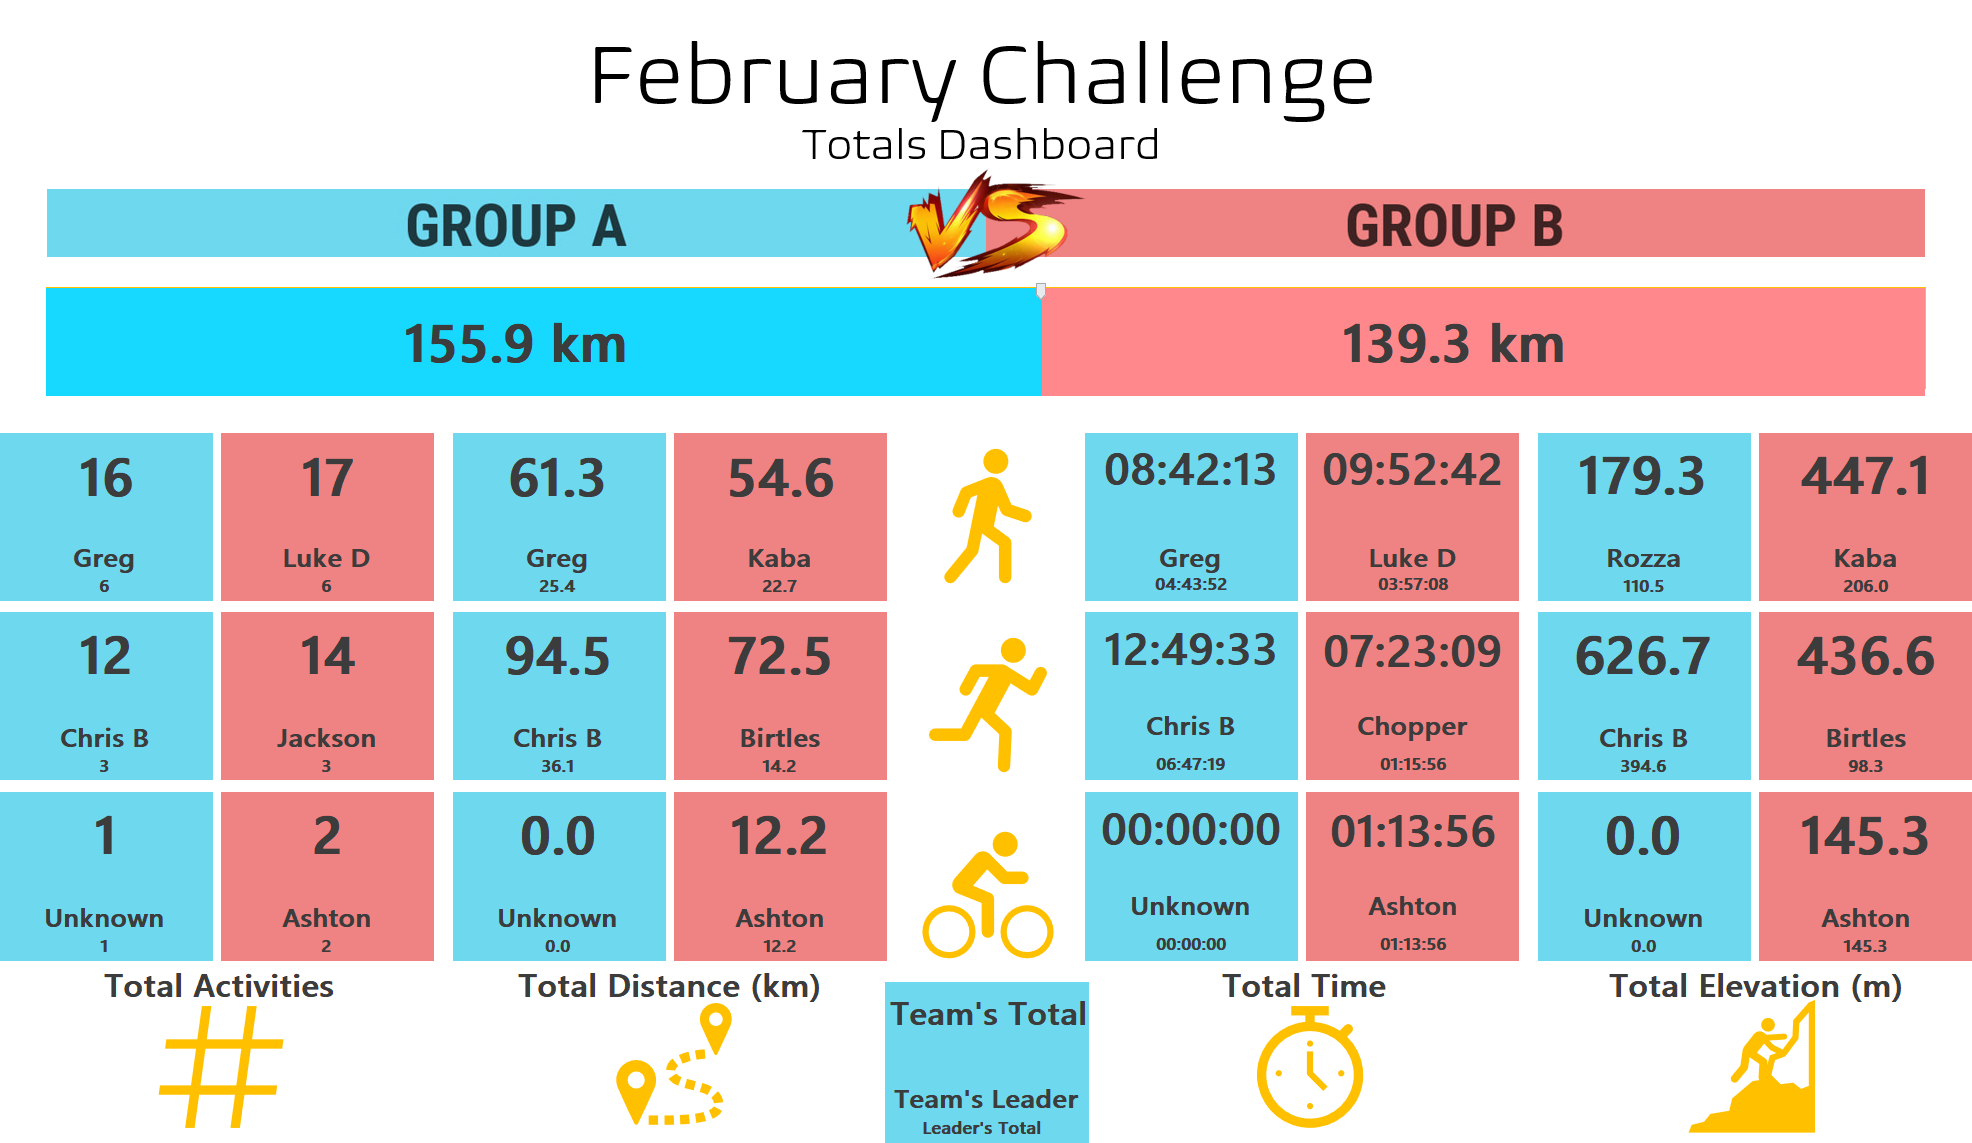 February Challenge
Totals Dashboard
GROUP A
VS
GROUP B
155.9 km
139.3 km
16
Greg
6
17
Luke D
6
61.3
Greg
25.4
54.6
Kaba
22.7
08:42:13
Greg
04:43:52
09:52:42
Luke D
03:57:08
179.3
Rozza
110.5
447.1
Kaba
206.0
12
Chris B
3
14
Jackson
3
94.5
Chris B
36.1
72.5
Birtles
14.2
12:49:33
Chris B
06:47:19
07:23:09
Chopper
01:15:56
626.7
Chris B
394.6
436.6
Birtles
98.3
1
Unknown
1
2
Ashton
2
0.0
Unknown
0.0
12.2
Ashton
12.2
00:00:00
Unknown
00:00:00
01:13:56
Ashton
01:13:56
0.0
Unknown
0.0
145.3
Ashton
145.3
Total Activities
Total Distance (km)
Total Time
Total Elevation (m)
#
Team's Total
Team's Leader
Leader's Total